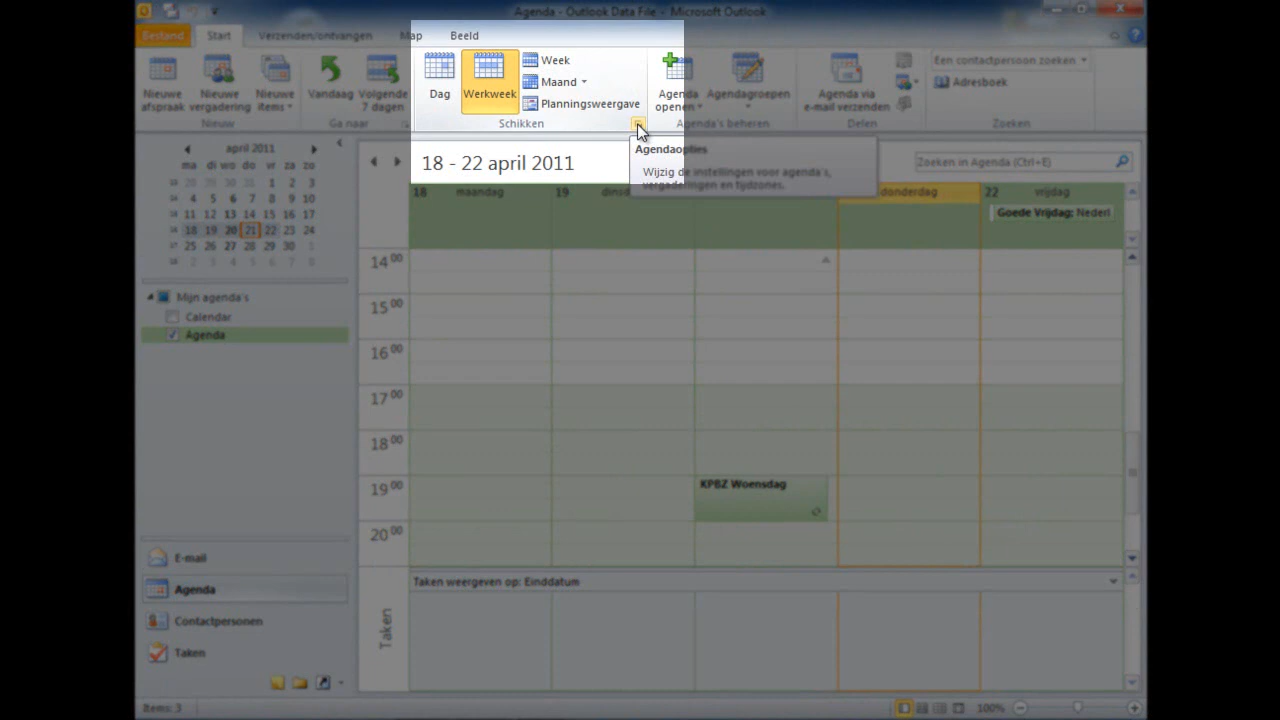 Agenda - Outlook Data File - Microsoft Outlook
Bestand Start Verzenden/ontvangen Map Beeld
Nieuwe afspraak
Nieuwe vergadering
Nieuwe items
Nieuw
Vandaag
Volgende 7 dagen
Ga naar
Dag
Werkweek
Week
Maand
Planningsweergave
Schikken
Agenda openen
Agendagroepen
Agenda's beheren
Agenda via e-mail verzenden
Delen
Een contactpersoon zoeken
Adresboek
Zoeken
Agendaopties
Wijzig de instellingen voor agenda's,
vergaderingen en tijdzones.
april 2011
ma di wo do vr za zo
13 28 29 30 31 1 2 3
14 4 5 6 7 8 9 10
15 11 12 13 14 15 16 17
16 18 19 20 21 22 23 24
17 25 26 27 28 29 30 1
18 2 3 4 5 6 7 8
Mijn agenda's
Calendar
Agenda
E-mail
Agenda
Contactpersonen
Taken
18 - 22 april 2011
Zoeken in Agenda (Ctrl+E)
18 maandag 19 dinsd donderdag 22 vrijdag
Goede Vrijdag; Nederl
14 00
15 00
16 00
17 00
18 00
19 00
KPBZ Woensdag
20 00
Taken weergeven op: Einddatum
Taken
Items: 3
100%